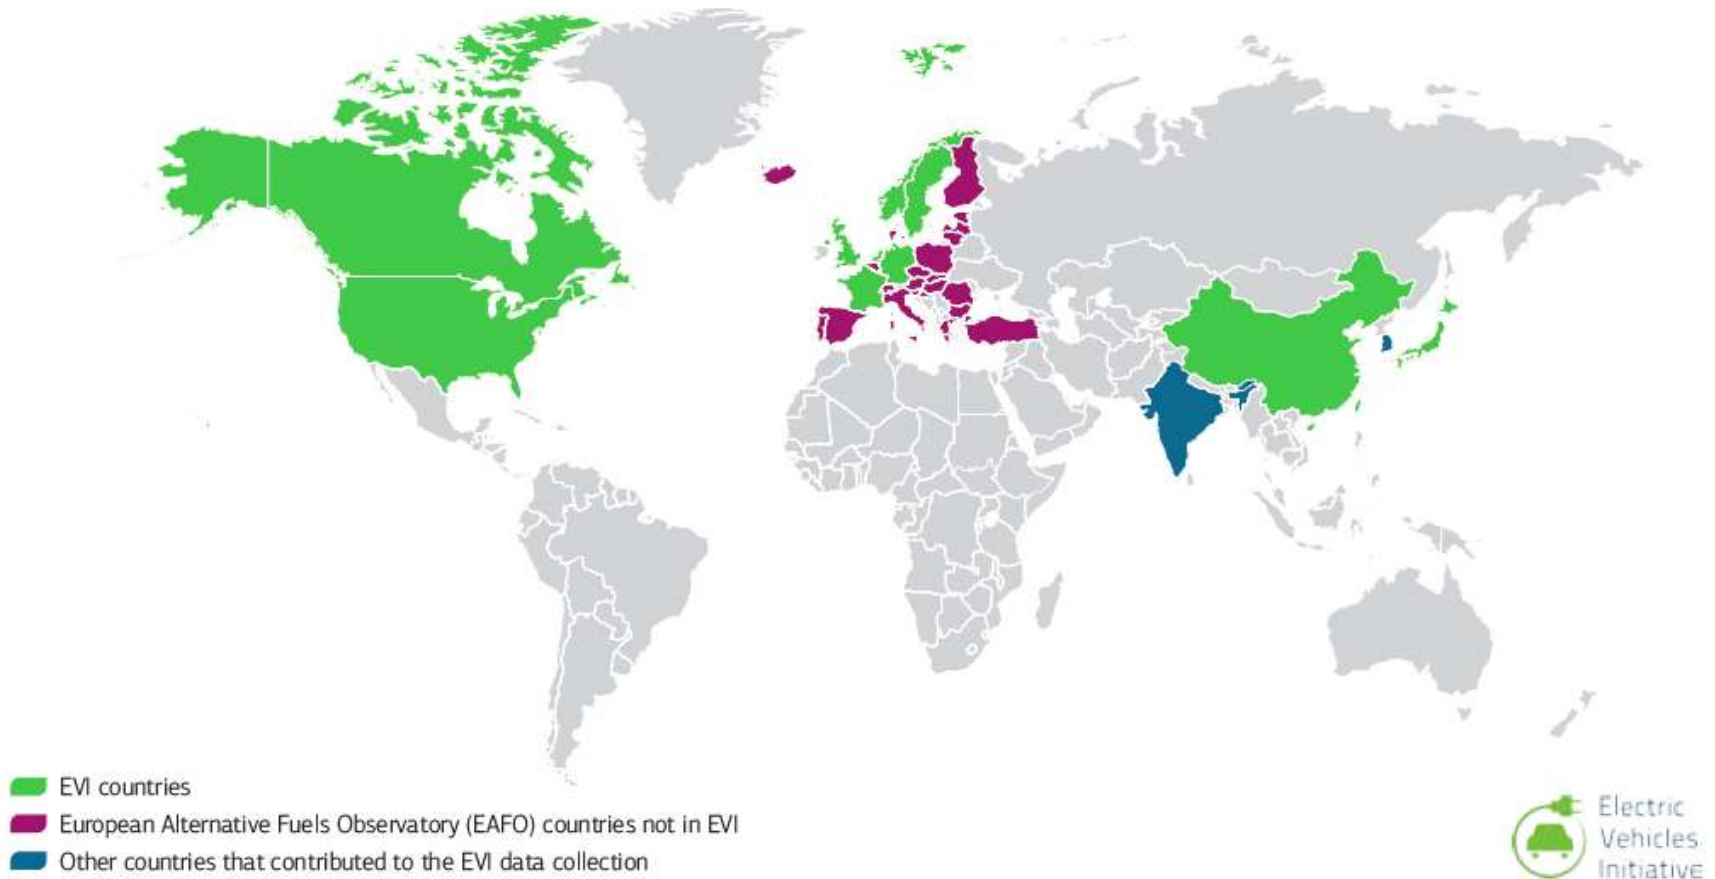 EVI countries
European Alternative Fuels Observatory (EAFO) countries not in EVI
Other countries that contributed to the EVI data collection
Electric
Vehicles
Initiative